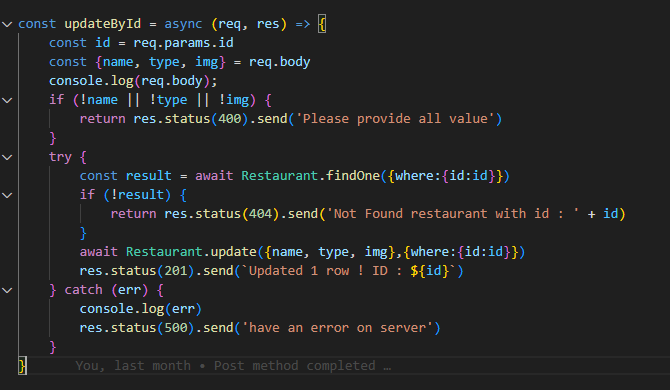 const updateById = async (req, res) => {
    const id = req.params.id
    const {name, type, img} = req.body
    console.log(req.body);
    if (!name || !type || !img) {
        return res.status(400).send('Please provide all value')
    }
    try {
        const result = await Restaurant.findOne({where:{id:id}})
        if (!result) {
            return res.status(404).send('Not Found restaurant with id : ' + id)
        }
        await Restaurant.update({name, type, img},{where:{id:id}})
        res.status(201).send(`Updated 1 row ! ID : ${id}`)
    } catch (err) {
        console.log(err)
        res.status(500).send('have an error on server')
    }
}      You, last month • Post method completed …